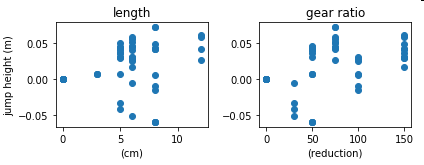 length
gear ratio
jump height (m)
0.05
0.00
−0.05
0
5
10
(cm)
0.05
0.00
−0.05
0
50
100
150
(reduction)